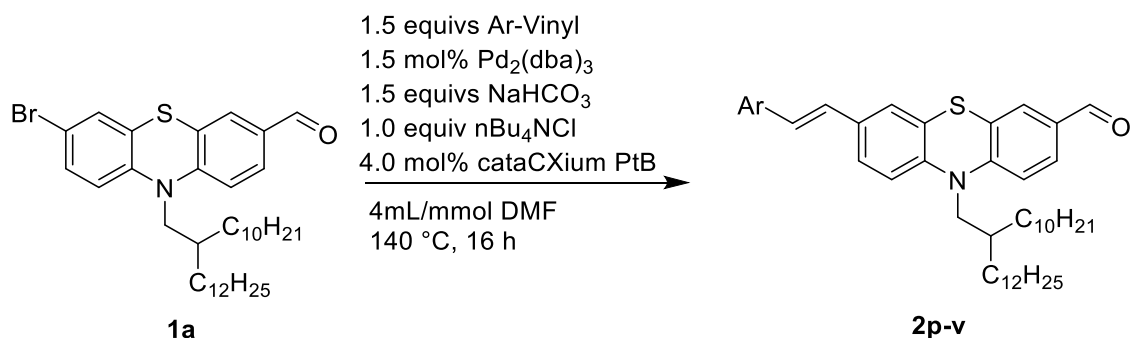 1.5 equivs Ar-Vinyl
1.5 mol% Pd2(dba)3
1.5 equivs NaHCO3
1.0 equiv nBu4NCl
4.0 mol% cataCXium PtB
4mL/mmol DMF
140 °C, 16 h
Br
S
O
N
C10H21
C12H25
1a
Ar
S
O
N
C10H21
C12H25
2p-v